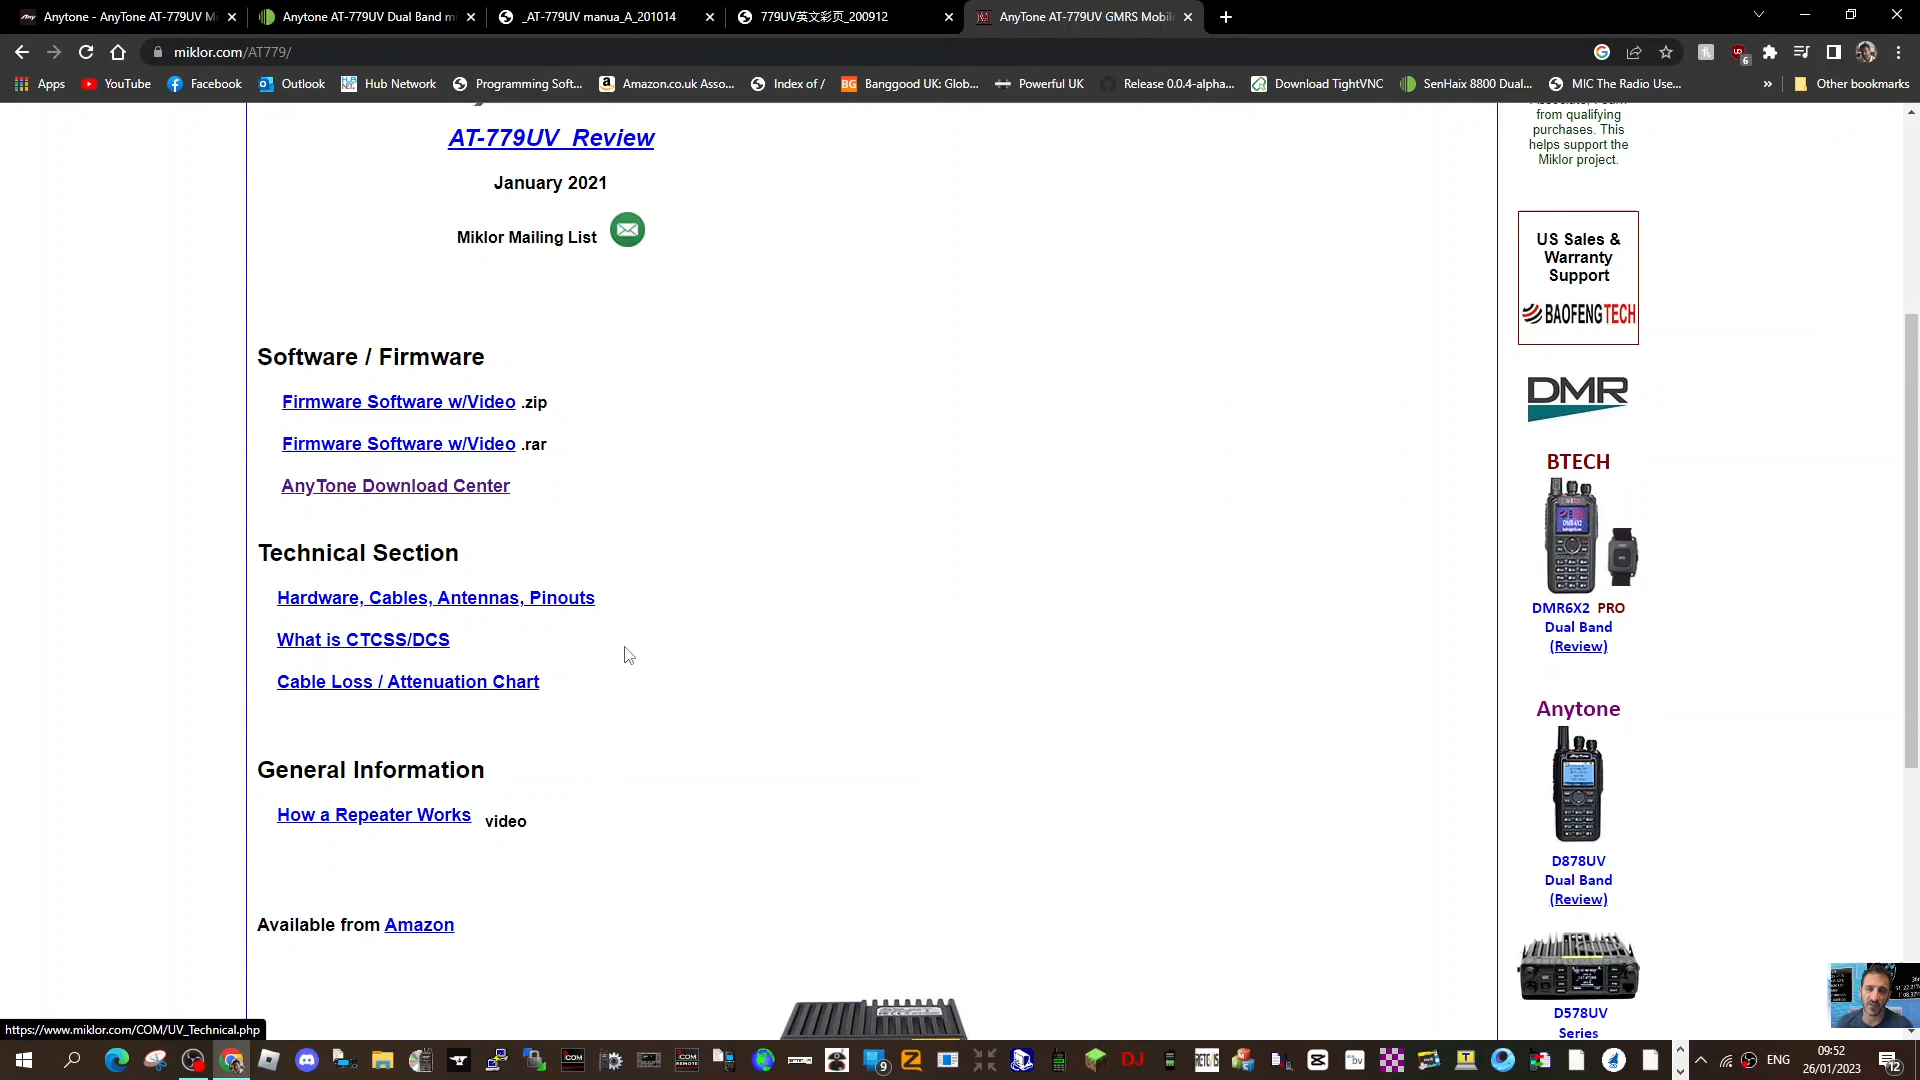 Anytone - AnyTone AT-779UV Mi
Anytone AT-779UV Dual Band mi
_AT-779UV manua_A_201014
779UV英文彩页_200912
AnyTone AT-779UV GMRS Mobile
miklor.com/AT779/
6
Apps
YouTube
Facebook
Outlook
Hub Network
Programming Soft...
Amazon.co.uk Asso...
Index of /
BG Banggood UK: Glob...
Powerful UK
Release 0.0.4-alpha...
Download TightVNC
SenHaix 8800 Dual...
MIC The Radio Use...
»
Other bookmarks
AT-779UV Review
January 2021
Miklor Mailing List
Software / Firmware
Firmware Software w/Video .zip
Firmware Software w/Video .rar
AnyTone Download Center
Technical Section
Hardware, Cables, Antennas, Pinouts
What is CTCSS/DCS
Cable Loss / Attenuation Chart
General Information
How a Repeater Works video
Available from Amazon
from qualifying
purchases. This
helps support the
Miklor project.
US Sales &
Warranty
Support
BAOFENGTECH
DMR
BTECH
DMR6X2 PRO
Dual Band
(Review)
Anytone
D878UV
Dual Band
(Review)
D578UV
Series
https://www.miklor.com/COM/UV_Technical.php
ENG
09:52
26/01/2023
12